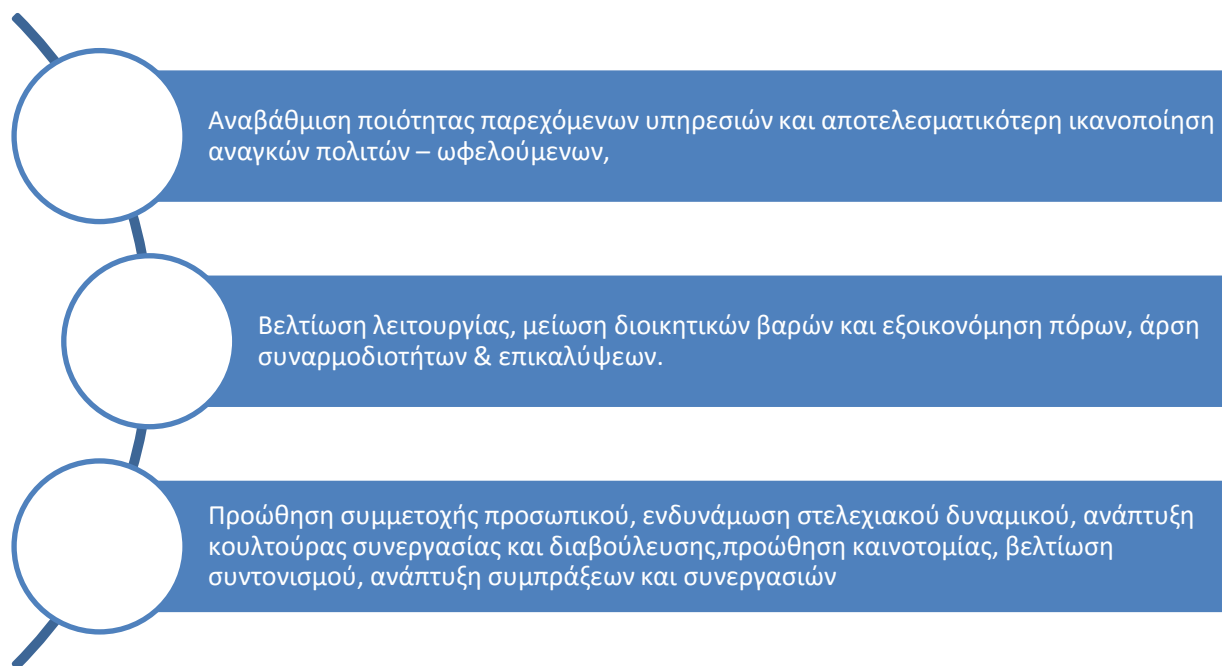 Αναβάθμιση ποιότητας παρεχόμενων υπηρεσιών και αποτελεσματικότερη ικανοποίηση
αναγκών πολιτών – ωφελούμενων,
Βελτίωση λειτουργίας, μείωση διοικητικών βαρών και εξοικονόμηση πόρων, άρση
συναρμοδιοτήτων & επικαλύψεων.
Προώθηση συμμετοχής προσωπικού, ενδυνάμωση στελεχιακού δυναμικού, ανάπτυξη
κουλτούρας συνεργασίας και διαβούλευσης,προώθηση καινοτομίας, βελτίωση
συντονισμού, ανάπτυξη συμπράξεων και συνεργασιών